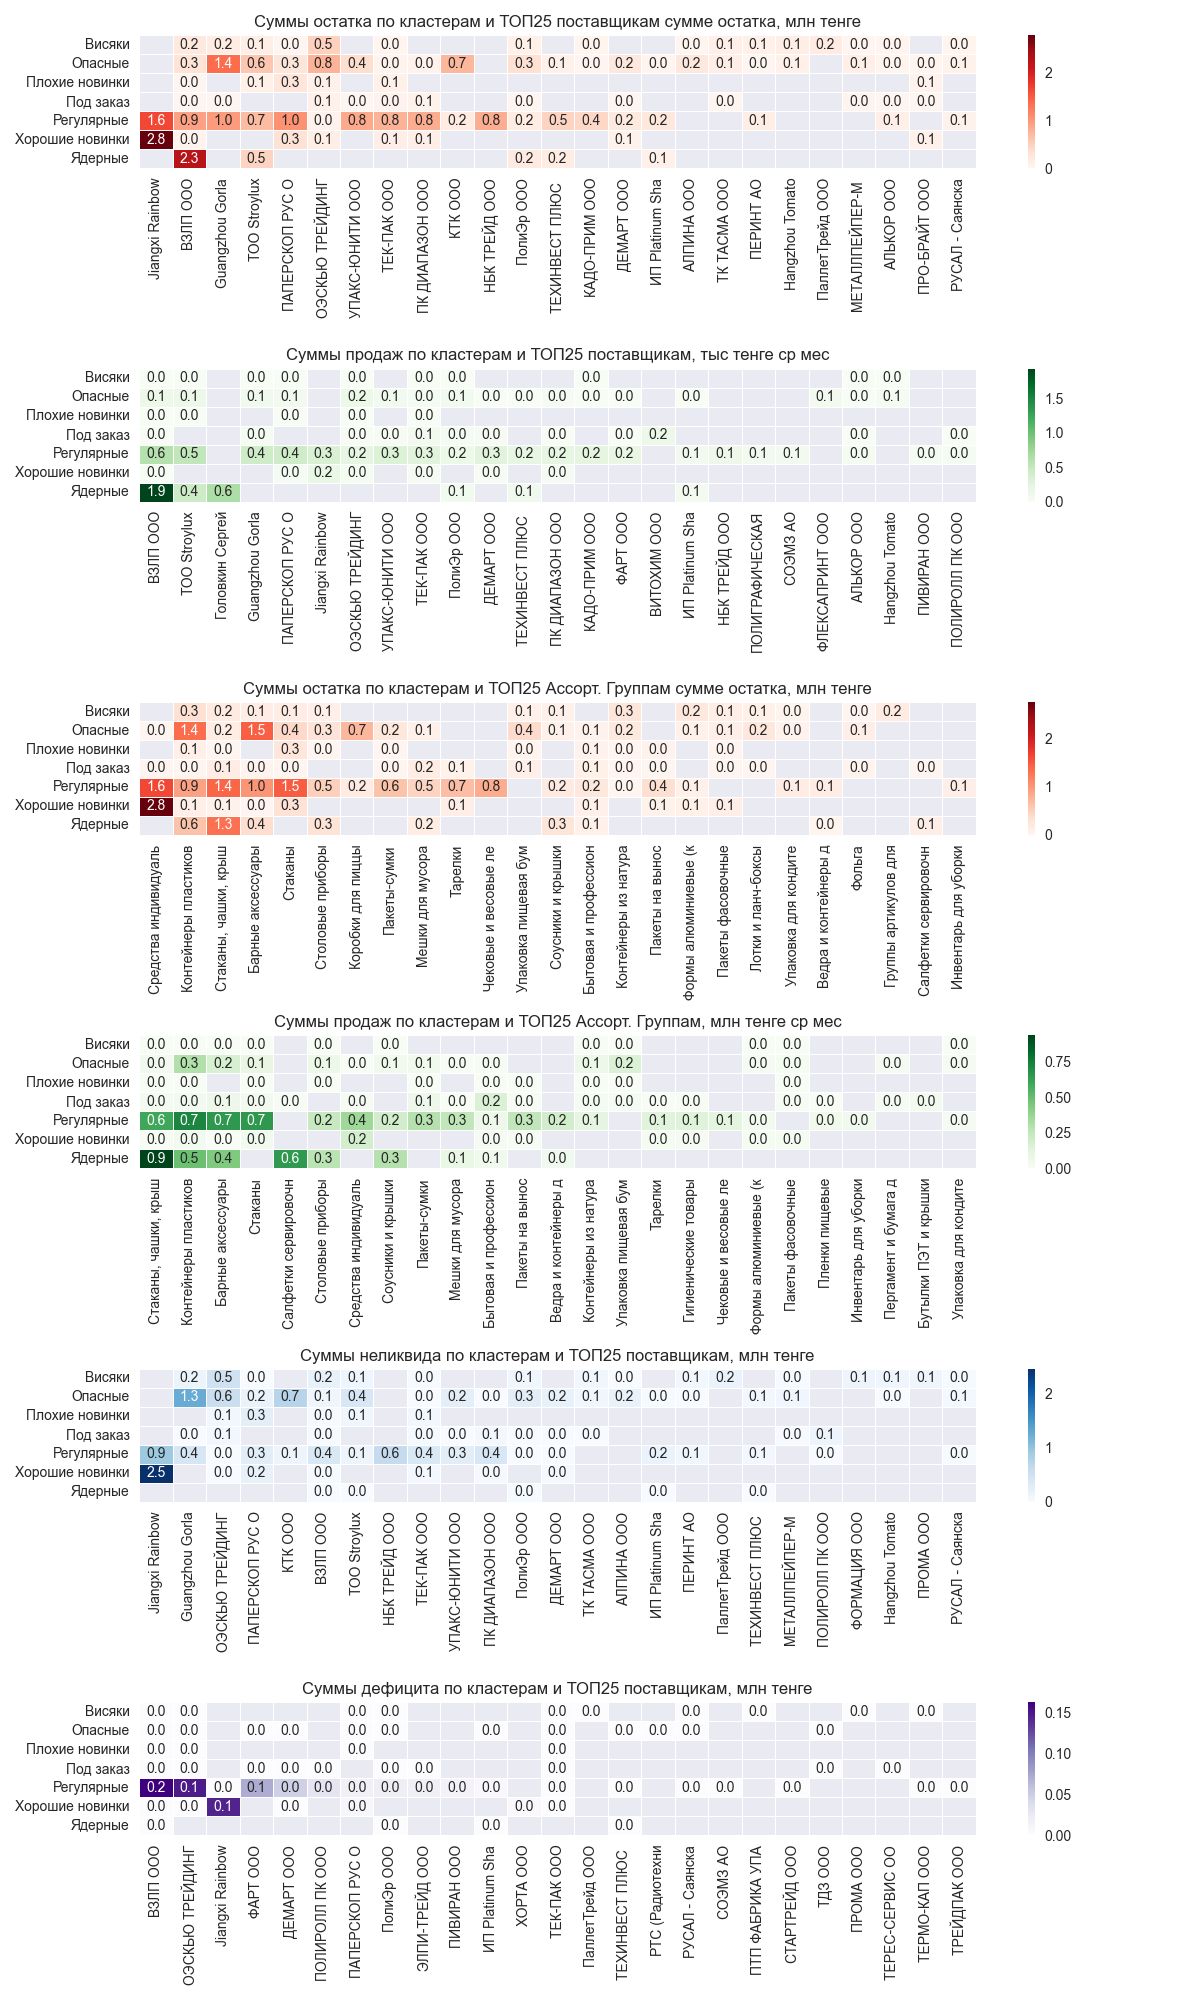 Суммы остатка по кластерам и ТОП25 поставщикам сумме остатка, млн тенге
Висяки 0.2 0.2 0.1 0.0 0.5 0.0 0.1 0.0 0.0 0.1 0.1 0.1 0.2 0.0 0.0 0.0
Опасные 0.3 1.4 0.6 0.3 0.8 0.4 0.0 0.0 0.7 0.3 0.1 0.0 0.2 0.0 0.2 0.1 0.0 0.1 0.1 0.0 0.0 0.1
Плохие новинки 0.0 0.1 0.3 0.1 0.1 0.1
Под заказ 0.0 0.0 0.1 0.0 0.0 0.1 0.0 0.0 0.0 0.0 0.0 0.0
Регулярные 1.6 0.9 1.0 0.7 1.0 0.0 0.8 0.8 0.8 0.2 0.8 0.2 0.5 0.4 0.2 0.2 0.1 0.1 0.1
Хорошие новинки 2.8 0.0 0.3 0.1 0.1 0.1 0.1 0.1
Ядерные 2.3 0.5 0.2 0.2 0.1
2
1
0
Jiangxi Rainbow
ВЗЛП ООО
Guangzhou Gorla
ТОО Stroylux
ПАПЕРСКОП РУС О
ОЭСКЬЮ ТРЕЙДИНГ
УПАКС-ЮНИТИ ООО
ТЕК-ПАК ООО
ПК ДИАПАЗОН ООО
КТК ООО
НБК ТРЕЙД ООО
ПолиЭр ООО
ТЕХИНВЕСТ ПЛЮС
КАДО-ПРИМ ООО
ДЕМАРТ ООО
ИП Platinum Sha
АЛПИНА ООО
ТК ТАСМА ООО
ПЕРИНТ АО
Hangzhou Tomato
ПаллетТрейд ООО
МЕТАЛЛПЕЙПЕР-М
АЛЬКОР ООО
ПРО-БРАЙТ ООО
РУСАЛ - Саянска
Суммы продаж по кластерам и ТОП25 поставщикам, тыс тенге ср мес
Висяки 0.0 0.0 0.0 0.0 0.0 0.0 0.0 0.0 0.0 0.0
Опасные 0.1 0.1 0.1 0.1 0.2 0.1 0.0 0.1 0.0 0.0 0.0 0.0 0.0 0.0 0.1 0.0 0.1
Плохие новинки 0.0 0.0 0.0 0.0 0.0
Под заказ 0.0 0.0 0.0 0.0 0.1 0.0 0.0 0.0 0.0 0.2 0.0 0.0
Регулярные 0.6 0.5 0.4 0.4 0.3 0.2 0.3 0.3 0.2 0.3 0.2 0.2 0.2 0.2 0.1 0.1 0.1 0.1 0.0 0.0 0.0
Хорошие новинки 0.0 0.0 0.2 0.0 0.0 0.0 0.0
Ядерные 1.9 0.4 0.6 0.1 0.1 0.1
1.5
1.0
0.5
0.0
ВЗЛП ООО
ТОО Stroylux
Головкин Сергей
Guangzhou Gorla
ПАПЕРСКОП РУС О
Jiangxi Rainbow
ОЭСКЬЮ ТРЕЙДИНГ
УПАКС-ЮНИТИ ООО
ТЕК-ПАК ООО
ПолиЭр ООО
ДЕМАРТ ООО
ТЕХИНВЕСТ ПЛЮС
ПК ДИАПАЗОН ООО
КАДО-ПРИМ ООО
ФАРТ ООО
ВИТОХИМ ООО
ИП Platinum Sha
НБК ТРЕЙД ООО
ПОЛИГРАФИЧЕСКАЯ
СОЭМЗ АО
ФЛЕКСАПРИНТ ООО
АЛЬКОР ООО
Hangzhou Tomato
ПИВИРАН ООО
ПОЛИРОЛЛ ПК ООО
Суммы остатка по кластерам и ТОП25 Ассорт. Группам сумме остатка, млн тенге
Висяки 0.3 0.2 0.1 0.1 0.1 0.1 0.1 0.3 0.2 0.1 0.1 0.0 0.0 0.2
Опасные 0.0 1.4 0.2 1.5 0.4 0.3 0.7 0.2 0.1 0.4 0.1 0.1 0.2 0.1 0.1 0.2 0.0 0.1
Плохие новинки 0.1 0.0 0.3 0.0 0.0 0.0 0.1 0.0 0.0 0.0
Под заказ 0.0 0.0 0.1 0.0 0.0 0.0 0.2 0.1 0.1 0.1 0.0 0.0 0.0 0.0 0.0 0.0
Регулярные 1.6 0.9 1.4 1.0 1.5 0.5 0.2 0.6 0.5 0.7 0.8 0.2 0.2 0.0 0.4 0.1 0.1 0.1 0.1
Хорошие новинки 2.8 0.1 0.1 0.0 0.3 0.1 0.1 0.1 0.1 0.1
Ядерные 0.6 1.3 0.4 0.3 0.2 0.3 0.1 0.0 0.1
2
1
0
Средства индивидуаль
Контейнеры пластиков
Стаканы, чашки, крыш
Барные аксессуары
Стаканы
Столовые приборы
Коробки для пиццы
Пакеты-сумки
Мешки для мусора
Тарелки
Чековые и весовые ле
Упаковка пищевая бум
Соусники и крышки
Бытовая и профессион
Контейнеры из натура
Пакеты на вынос
Формы алюминиевые (к
Пакеты фасовочные
Лотки и ланч-боксы
Упаковка для кондите
Ведра и контейнеры д
Фольга
Группы артикулов для
Салфетки сервировочн
Инвентарь для уборки
Суммы продаж по кластерам и ТОП25 Ассорт. Группам, млн тенге ср мес
Висяки 0.0 0.0 0.0 0.0 0.0 0.0 0.0 0.0 0.0 0.0 0.0
Опасные 0.0 0.3 0.2 0.1 0.1 0.0 0.1 0.1 0.0 0.0 0.1 0.2 0.0 0.0 0.0 0.0
Плохие новинки 0.0 0.0 0.0 0.0 0.0 0.0 0.0 0.0 0.0 0.0
Под заказ 0.0 0.0 0.1 0.0 0.0 0.0 0.0 0.1 0.0 0.2 0.0 0.0 0.0 0.0 0.0 0.0 0.0 0.0 0.0 0.0
Регулярные 0.6 0.7 0.7 0.7 0.2 0.4 0.2 0.3 0.3 0.1 0.3 0.2 0.1 0.1 0.1 0.1 0.0 0.0 0.0 0.0
Хорошие новинки 0.0 0.0 0.0 0.0 0.2 0.0 0.0 0.0 0.0 0.0 0.0
Ядерные 0.9 0.5 0.4 0.6 0.3 0.3 0.1 0.1 0.0
0.75
0.50
0.25
0.00
Стаканы, чашки, крыш
Контейнеры пластиков
Барные аксессуары
Стаканы
Салфетки сервировочн
Столовые приборы
Средства индивидуаль
Соусники и крышки
Пакеты-сумки
Мешки для мусора
Бытовая и профессион
Пакеты на вынос
Ведра и контейнеры д
Контейнеры из натура
Упаковка пищевая бум
Тарелки
Гигиенические товары
Чековые и весовые ле
Формы алюминиевые (к
Пакеты фасовочные
Пленки пищевые
Инвентарь для уборки
Пергамент и бумага д
Бутылки ПЭТ и крышки
Упаковка для кондите
Суммы неликвида по кластерам и ТОП25 поставщикам, млн тенге
Висяки 0.2 0.5 0.0 0.2 0.1 0.0 0.1 0.1 0.0 0.1 0.2 0.0 0.1 0.1 0.1 0.0
Опасные 1.3 0.6 0.2 0.7 0.1 0.4 0.0 0.2 0.0 0.3 0.2 0.1 0.2 0.0 0.0 0.1 0.1 0.0 0.1
Плохие новинки 0.1 0.3 0.0 0.1 0.1
Под заказ 0.0 0.1 0.0 0.0 0.0 0.1 0.0 0.0 0.0 0.0 0.1
Регулярные 0.9 0.4 0.0 0.3 0.1 0.4 0.1 0.6 0.4 0.3 0.4 0.0 0.0 0.2 0.1 0.1 0.0 0.0
Хорошие новинки 2.5 0.0 0.2 0.0 0.1 0.0 0.0
Ядерные 0.0 0.0 0.0 0.0 0.0
2
1
0
Jiangxi Rainbow
Guangzhou Gorla
ОЭСКЬЮ ТРЕЙДИНГ
ПАПЕРСКОП РУС О
КТК ООО
ВЗЛП ООО
ТОО Stroylux
НБК ТРЕЙД ООО
ТЕК-ПАК ООО
УПАКС-ЮНИТИ ООО
ПК ДИАПАЗОН ООО
ПолиЭр ООО
ДЕМАРТ ООО
ТК ТАСМА ООО
АЛПИНА ООО
ИП Platinum Sha
ПЕРИНТ АО
ПаллетТрейд ООО
ТЕХИНВЕСТ ПЛЮС
МЕТАЛЛПЕЙПЕР-М
ПОЛИРОЛЛ ПК ООО
ФОРМАЦИЯ ООО
Hangzhou Tomato
ПРОМА ООО
РУСАЛ - Саянска
Суммы дефицита по кластерам и ТОП25 поставщикам, млн тенге
Висяки 0.0 0.0 0.0 0.0 0.0 0.0 0.0 0.0 0.0 0.0
Опасные 0.0 0.0 0.0 0.0 0.0 0.0 0.0 0.0 0.0 0.0 0.0 0.0
Плохие новинки 0.0 0.0 0.0 0.0
Под заказ 0.0 0.0 0.0 0.0 0.0 0.0 0.0 0.0 0.0 0.0 0.0
Регулярные 0.2 0.1 0.0 0.1 0.0 0.0 0.0 0.0 0.0 0.0 0.0 0.0 0.0 0.0 0.0 0.0 0.0 0.0
Хорошие новинки 0.0 0.0 0.1 0.0 0.0 0.0 0.0
Ядерные 0.0 0.0 0.0 0.0
0.15
0.10
0.05
0.00
ВЗЛП ООО
ОЭСКЬЮ ТРЕЙДИНГ
Jiangxi Rainbow
ФАРТ ООО
ДЕМАРТ ООО
ПОЛИРОЛЛ ПК ООО
ПАПЕРСКОП РУС О
ПолиЭр ООО
ЭЛПИ-ТРЕЙД ООО
ПИВИРАН ООО
ИП Platinum Sha
ХОРТА ООО
ТЕК-ПАК ООО
ПаллетТрейд ООО
ТЕХИНВЕСТ ПЛЮС
РТС (Радиотехни
РУСАЛ - Саянска
СОЭМЗ АО
ПТП ФАБРИКА УПА
СТАРТРЕЙД ООО
ТДЗ ООО
ПРОМА ООО
ТЕРЕС-СЕРВИС ОО
ТЕРМО-КАП ООО
ТРЕЙДПАК ООО